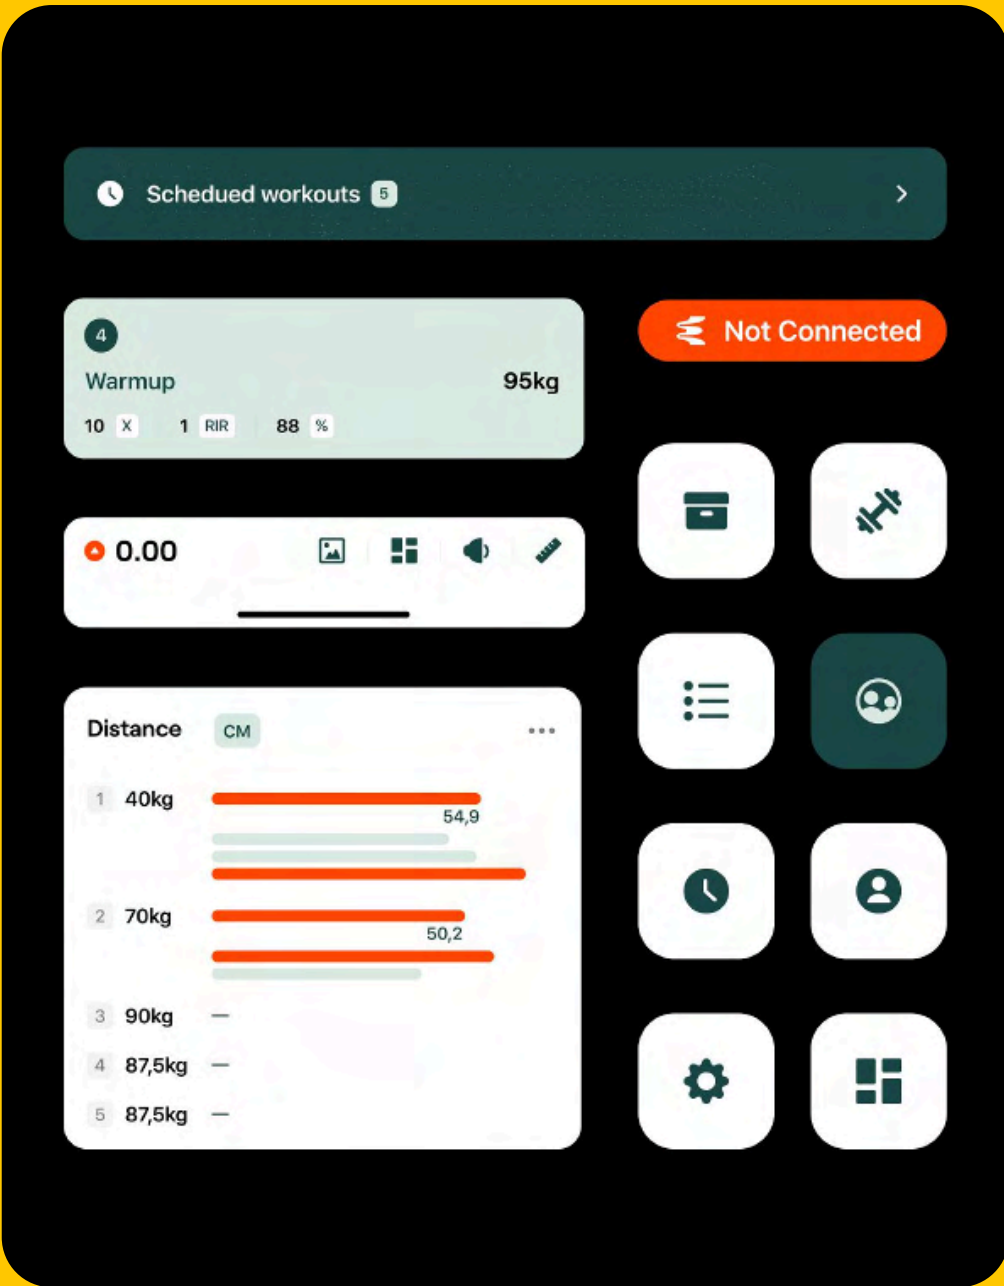 Schedued workouts 5
4
Not Connected
Warmup 95kg
10 X 1 RIR 88 %
0.00
Distance CM
1 40kg
54,9
2 70kg
50,2
3 90kg —
4 87,5kg —
5 87,5kg —